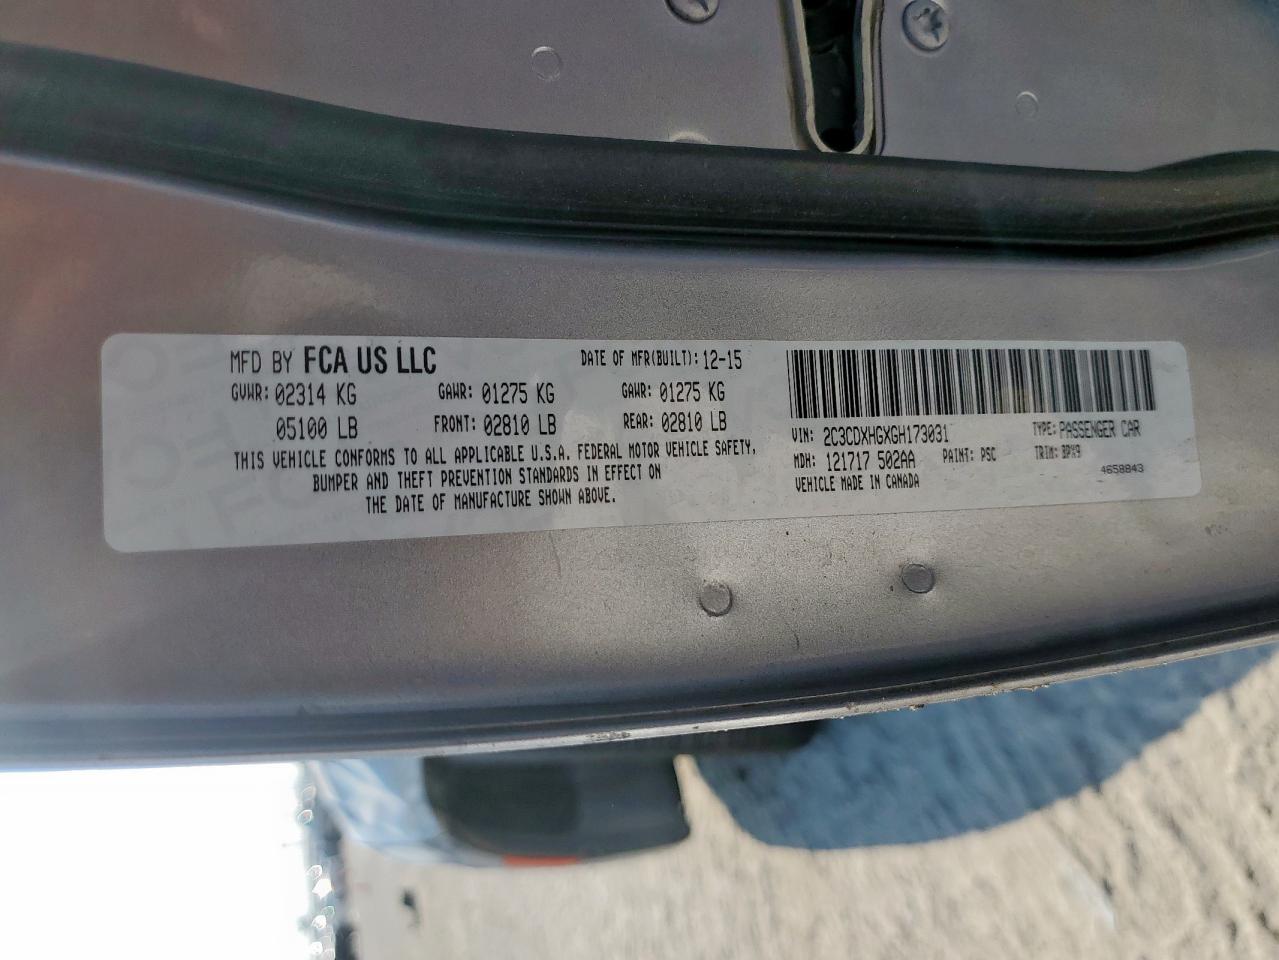 MFD BY FCA US LLC DATE OF MFR(BUILT): 12-15
GVWR: 02314 KG GAWR: 01275 KG GAWR: 01275 KG
05100 LB FRONT: 02810 LB REAR: 02810 LB
THIS VEHICLE CONFORMS TO ALL APPLICABLE U.S.A. FEDERAL MOTOR VEHICLE SAFETY,
BUMPER AND THEFT PREVENTION STANDARDS IN EFFECT ON
THE DATE OF MANUFACTURE SHOWN ABOVE.
VIN: 2C3CDXHGXGH173031 TYPE: PASSENGER CAR
MDH: 121717 502AA PAINT: PSC TRIM: BPX9
VEHICLE MADE IN CANADA 4658843